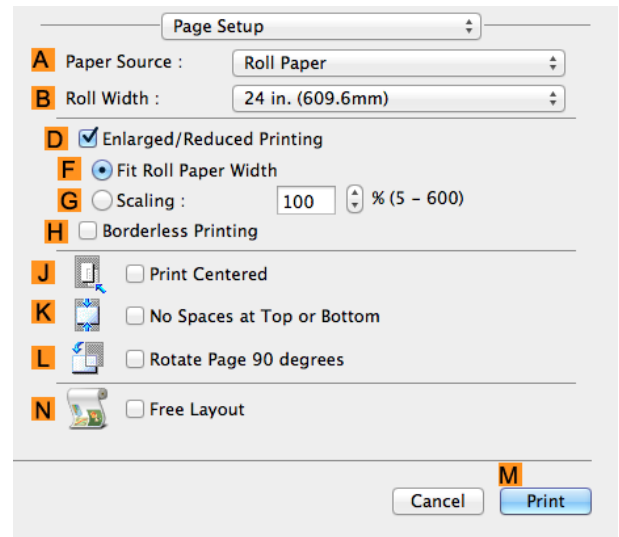 Page Setup
A Paper Source : Roll Paper
B Roll Width : 24 in. (609.6mm)
D Enlarged/Reduced Printing
F Fit Roll Paper Width
G Scaling : 100 % (5 - 600)
H Borderless Printing
J Print Centered
K No Spaces at Top or Bottom
L Rotate Page 90 degrees
N Free Layout
M
Cancel Print